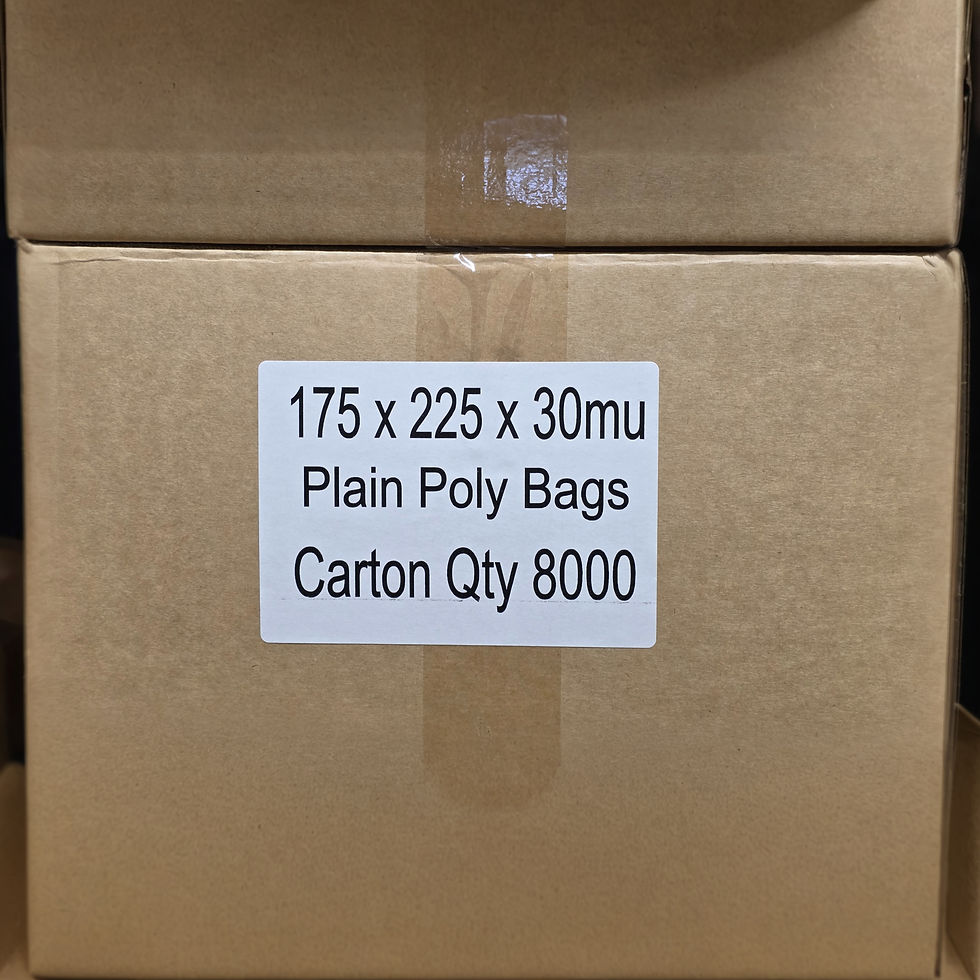 175 x 225 x 30mu
Plain Poly Bags
Carton Qty 8000